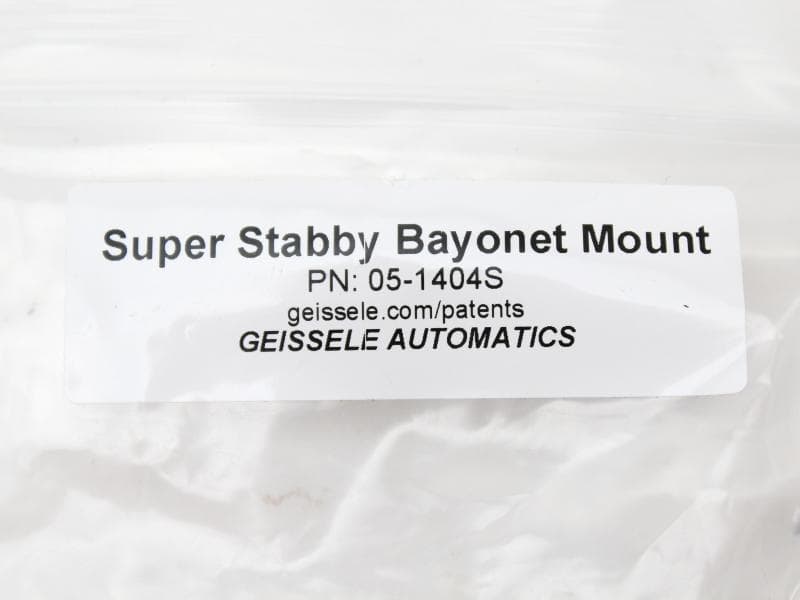 Super Stabby Bayonet Mount
PN: 05-1404S
geissele.com/patents
GEISSELE AUTOMATICS